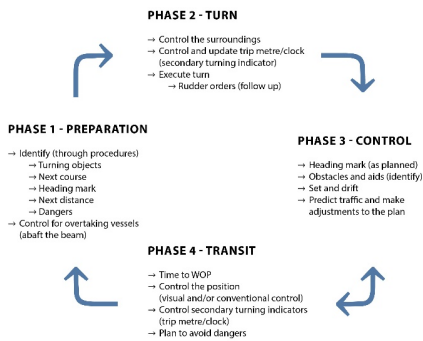 PHASE 2 - TURN
→ Control the surroundings
→ Control and update trip metre/clock
(secondary turning indicator)
→ Execute turn
→ Rudder orders (follow up)
PHASE 1 - PREPARATION
→ Identify (through procedures)
→ Turning objects
→ Next course
→ Heading mark
→ Next distance
→ Dangers
→ Control for overtaking vessels
(abaft the beam)
PHASE 3 - CONTROL
→ Heading mark (as planned)
→ Obstacles and aids (identify)
→ Set and drift
→ Predict traffic and make
adjustments to the plan
PHASE 4 - TRANSIT
→ Time to WOP
→ Control the position
(visual and/or conventional control)
→ Control secondary turning indicators
(trip metre/clock)
→ Plan to avoid dangers